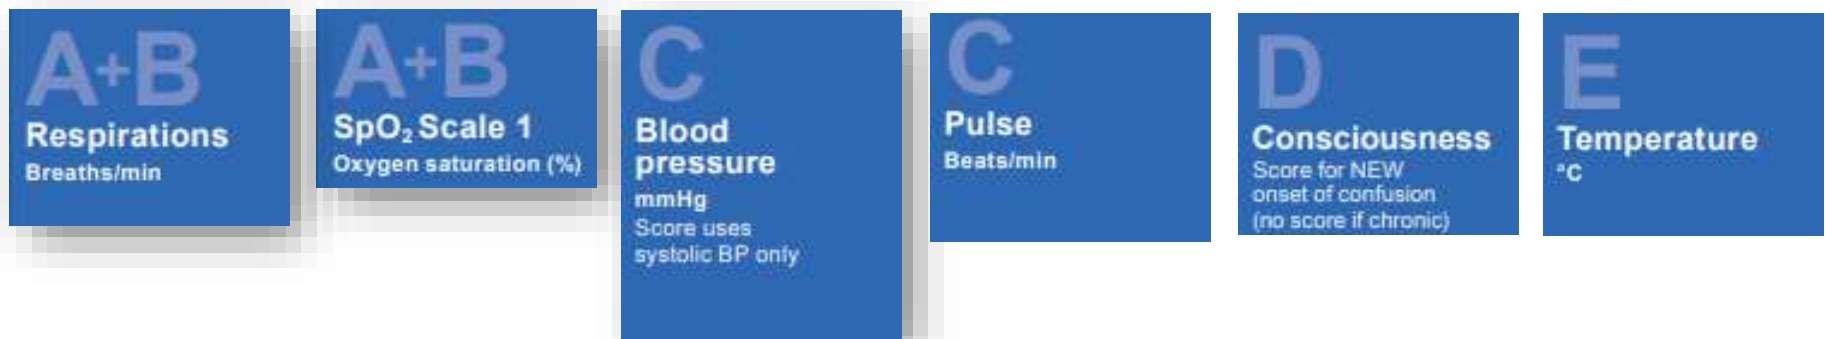 A+B
Respirations
Breaths/min
A+B
SpO₂ Scale 1
Oxygen saturation (%)
C
Blood
pressure
mmHg
Score uses
systolic BP only
C
Pulse
Beats/min
D
Consciousness
Score for NEW
onset of confusion
(no score if chronic)
E
Temperature
°C